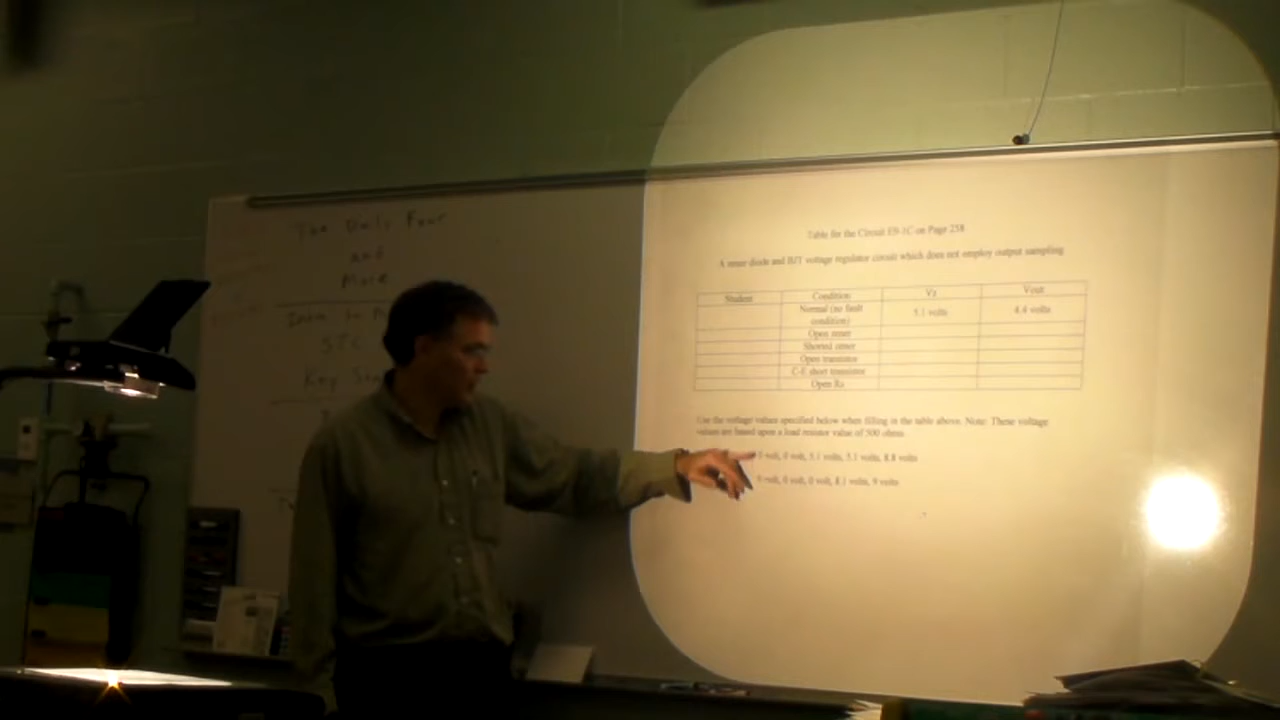 The Daily Four
and
More
Intro to
STC
Key
Table for the Circuit E9-1C on Page 258
A zener diode and BJT voltage regulator circuit which does not employ output sampling
Student Condition Vz Vout
Normal (no fault condition) 5.1 volts 4.4 volts
Open zener
Shorted zener
Open transistor
C-E short transistor
Open Rs
Use the voltage values specified below when filling in the table above. Note: These voltage
values are based upon a load resistor value of 500 ohms.
0 volt, 0 volt, 5.1 volts, 5.1 volts, 8.8 volts
0 volt, 0 volt, 0 volt, 8.1 volts, 9 volts